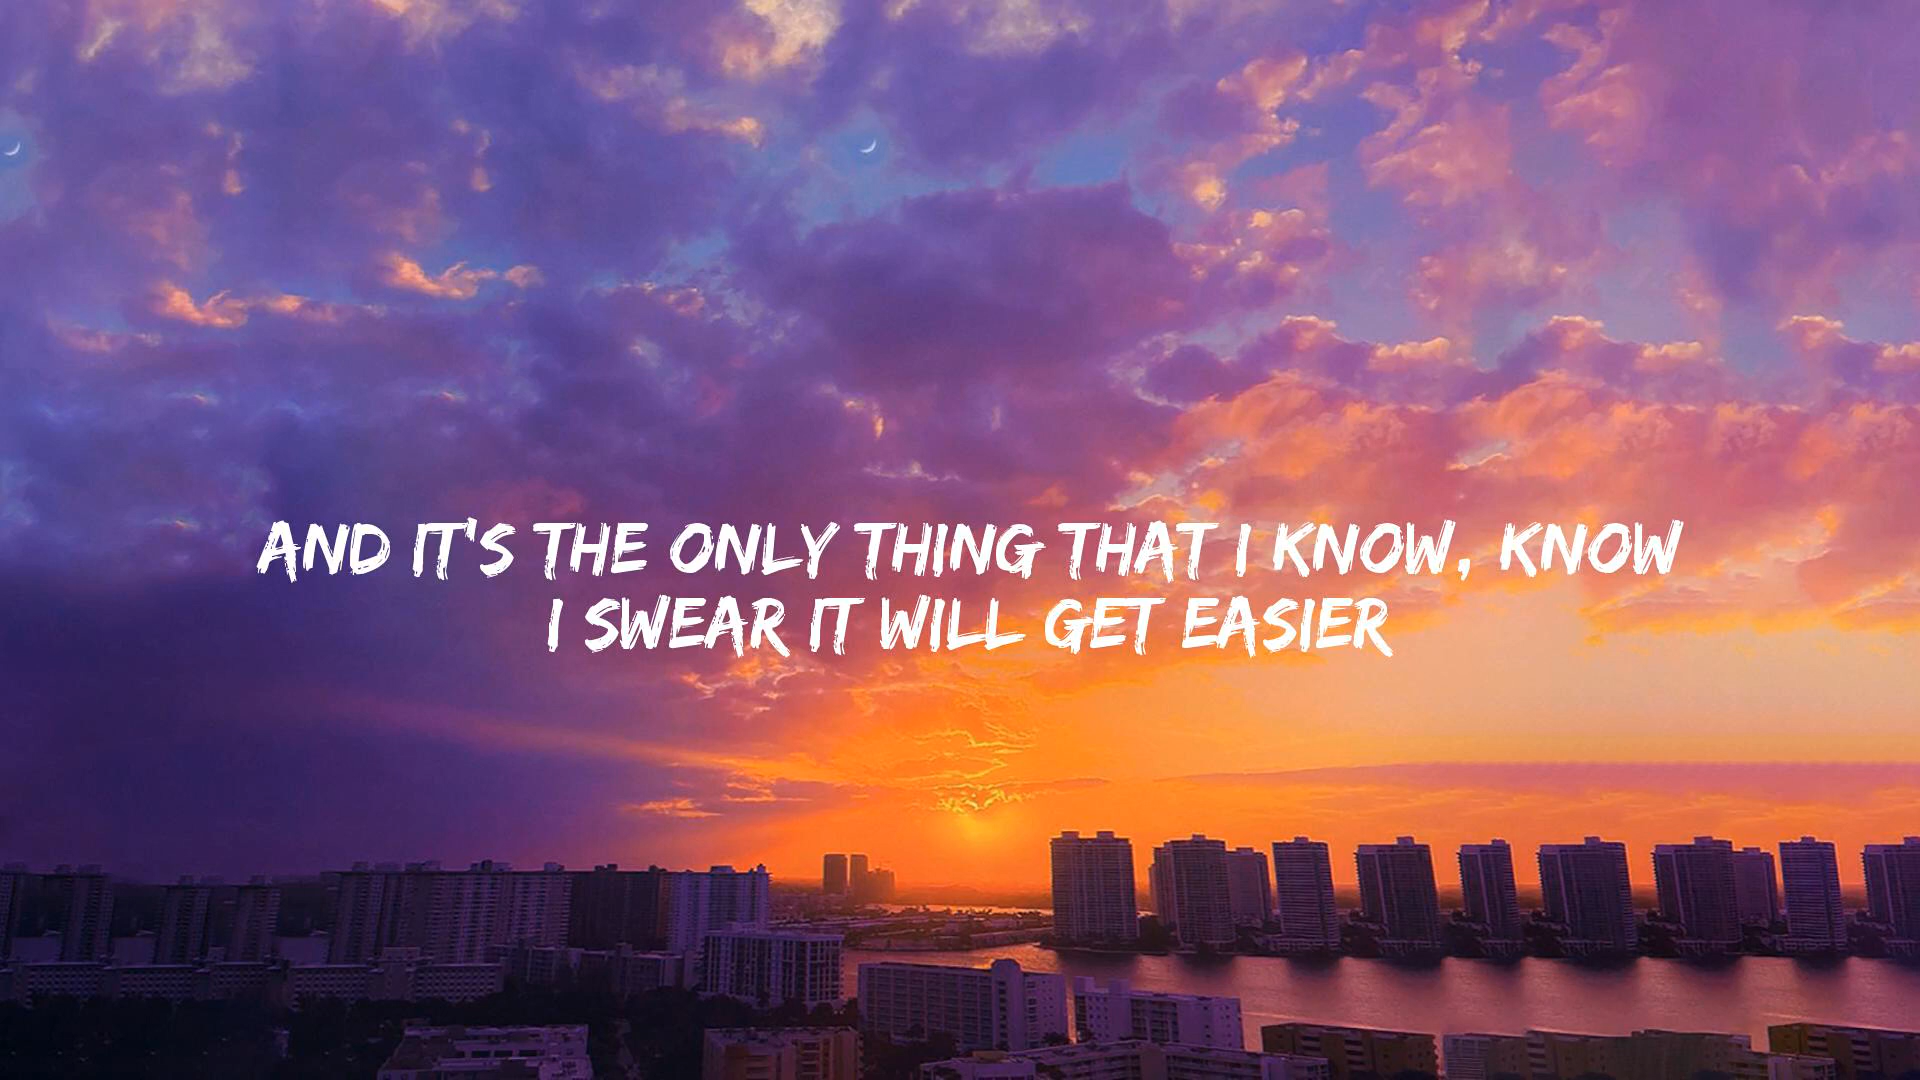 AND IT'S THE ONLY THING THAT I KNOW, KNOW
I SWEAR IT WILL GET EASIER